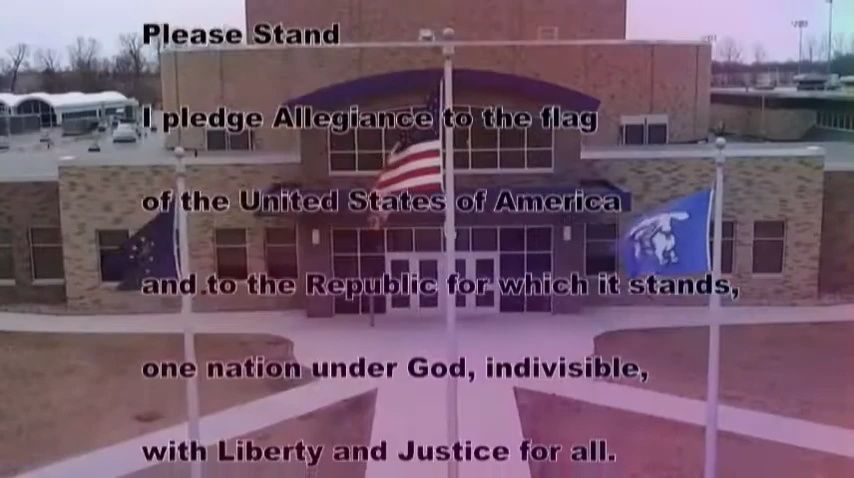 Please Stand
I pledge Allegiance to the flag
of the United States of America
and to the Republic for which it stands,
one nation under God, indivisible,
with Liberty and Justice for all.